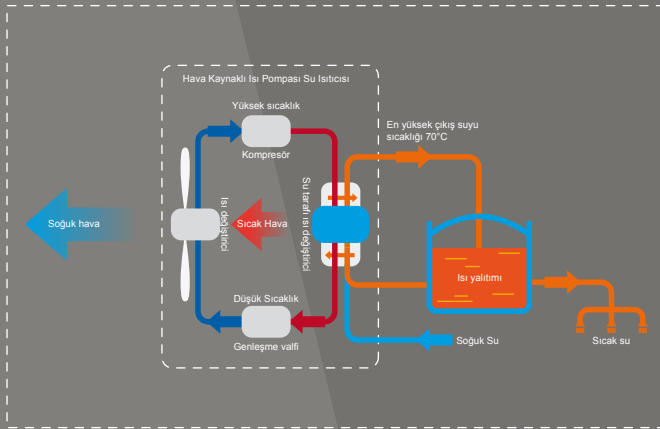 Hava Kaynaklı Isı Pompası Su Isıtıcısı
Yüksek sıcaklık
Kompresör
En yüksek çıkış suyu
sıcaklığı 70°C
Soğuk hava
Isı değiştirici
Sıcak Hava
Su tarafı ısı değiştirici
Isı yalıtımı
Düşük Sıcaklık
Genleşme valfi
Soğuk Su
Sıcak su